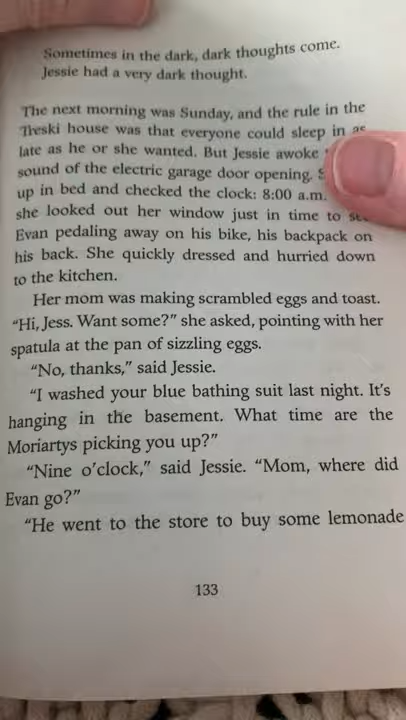 Sometimes in the dark, dark thoughts come.
Jessie had a very dark thought.
The next morning was Sunday, and the rule in the
Treski house was that everyone could sleep in as
late as he or she wanted. But Jessie awoke
sound of the electric garage door opening.
up in bed and checked the clock: 8:00 a.m.
she looked out her window just in time to see
Evan pedaling away on his bike, his backpack on
his back. She quickly dressed and hurried down
to the kitchen.
Her mom was making scrambled eggs and toast.
“Hi, Jess. Want some?” she asked, pointing with her
spatula at the pan of sizzling eggs.
“No, thanks,” said Jessie.
“I washed your blue bathing suit last night. It’s
hanging in the basement. What time are the
Moriartys picking you up?”
“Nine o’clock,” said Jessie. “Mom, where did
Evan go?”
“He went to the store to buy some lemonade
133